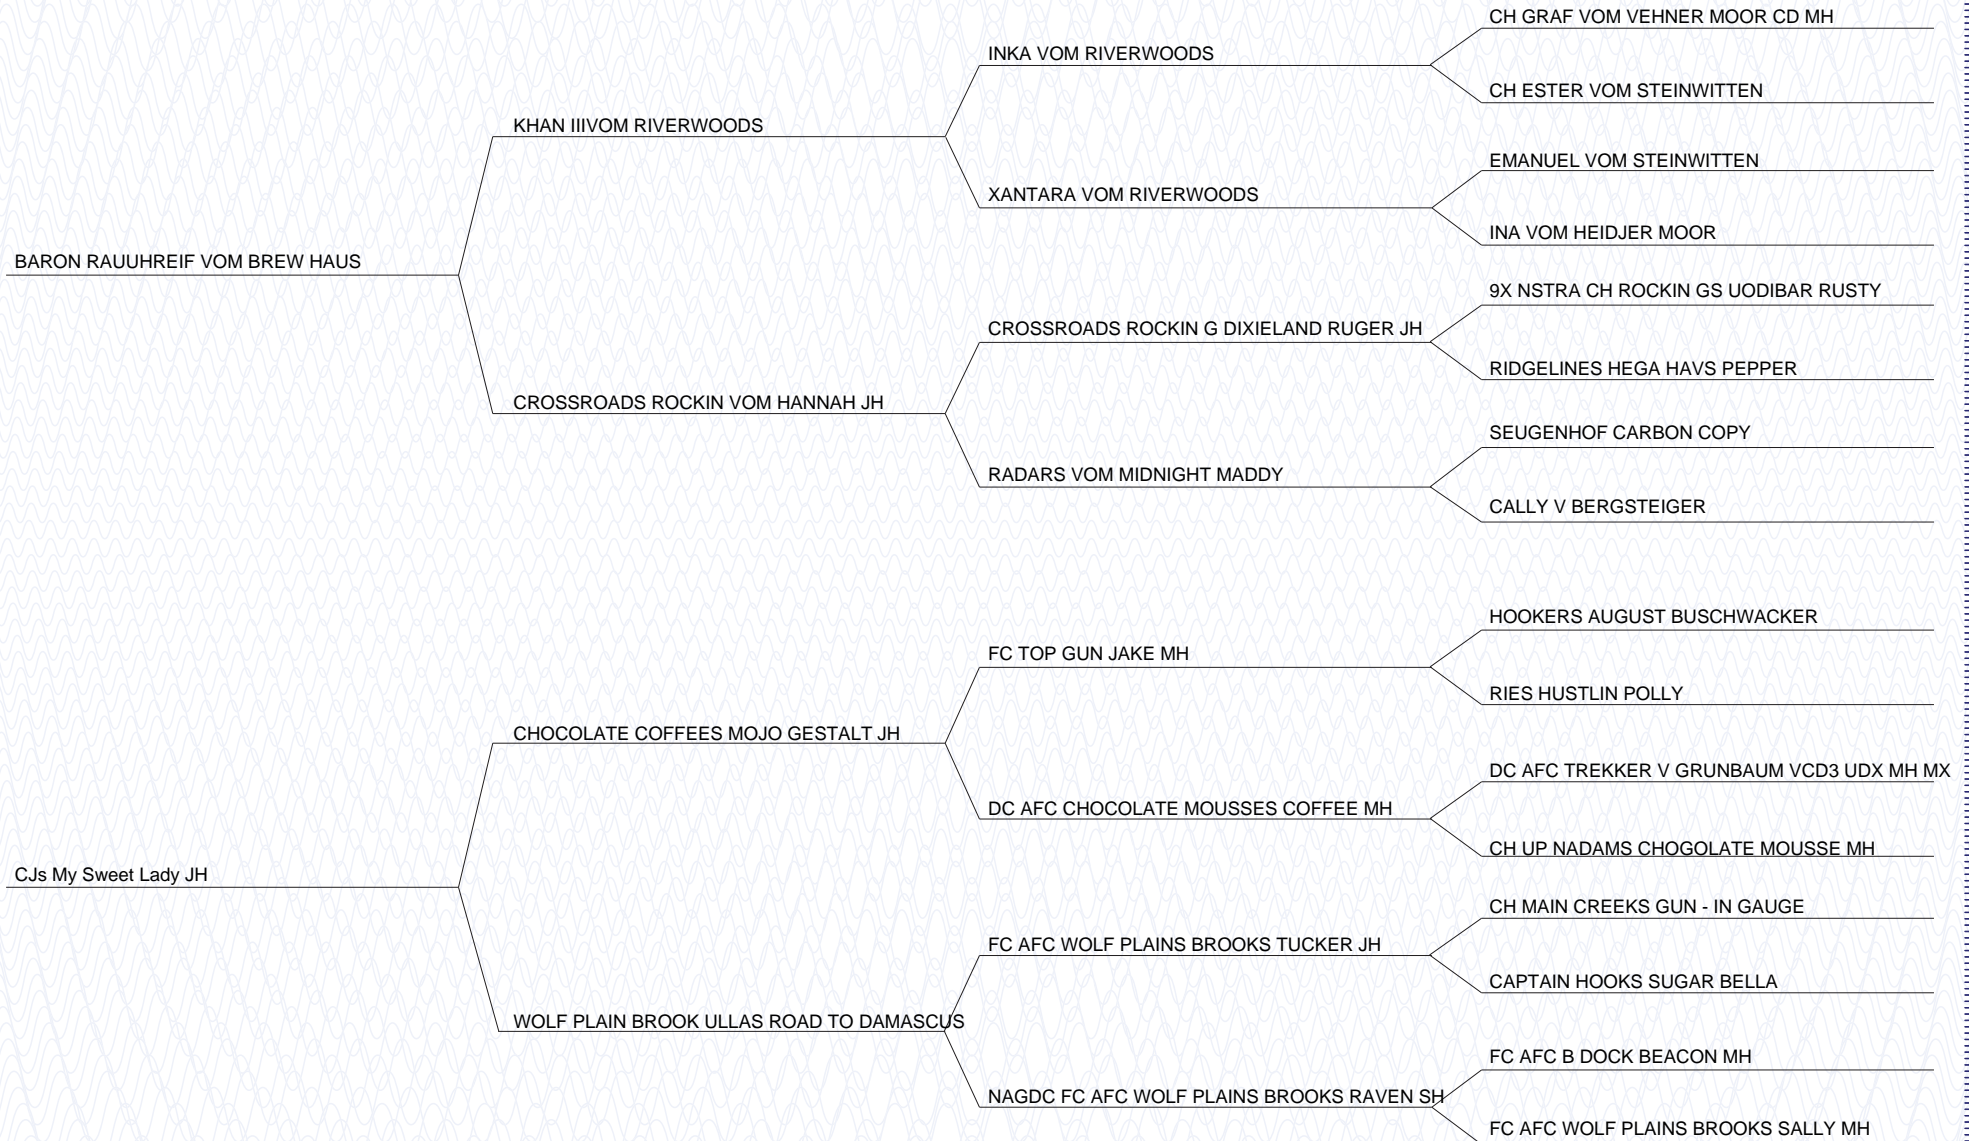 CH GRAF VOM VEHNER MOOR CD MH
INKA VOM RIVERWOODS
CH ESTER VOM STEINWITTEN
KHAN IIIVOM RIVERWOODS
EMANUEL VOM STEINWITTEN
XANTARA VOM RIVERWOODS
INA VOM HEIDJER MOOR
BARON RAUUHREIF VOM BREW HAUS
9X NSTRA CH ROCKIN GS UODIBAR RUSTY
CROSSROADS ROCKIN G DIXIELAND RUGER JH
RIDGELINES HEGA HAVS PEPPER
CROSSROADS ROCKIN VOM HANNAH JH
SEUGENHOF CARBON COPY
RADARS VOM MIDNIGHT MADDY
CALLY V BERGSTEIGER
HOOKERS AUGUST BUSCHWACKER
FC TOP GUN JAKE MH
RIES HUSTLIN POLLY
CHOCOLATE COFFEES MOJO GESTALT JH
DC AFC TREKKER V GRUNBAUM VCD3 UDX MH MX
DC AFC CHOCOLATE MOUSSES COFFEE MH
CH UP NADAMS CHOGOLATE MOUSSE MH
CJs My Sweet Lady JH
CH MAIN CREEKS GUN - IN GAUGE
FC AFC WOLF PLAINS BROOKS TUCKER JH
CAPTAIN HOOKS SUGAR BELLA
WOLF PLAIN BROOK ULLAS ROAD TO DAMASCUS
FC AFC B DOCK BEACON MH
NAGDC FC AFC WOLF PLAINS BROOKS RAVEN SH
FC AFC WOLF PLAINS BROOKS SALLY MH